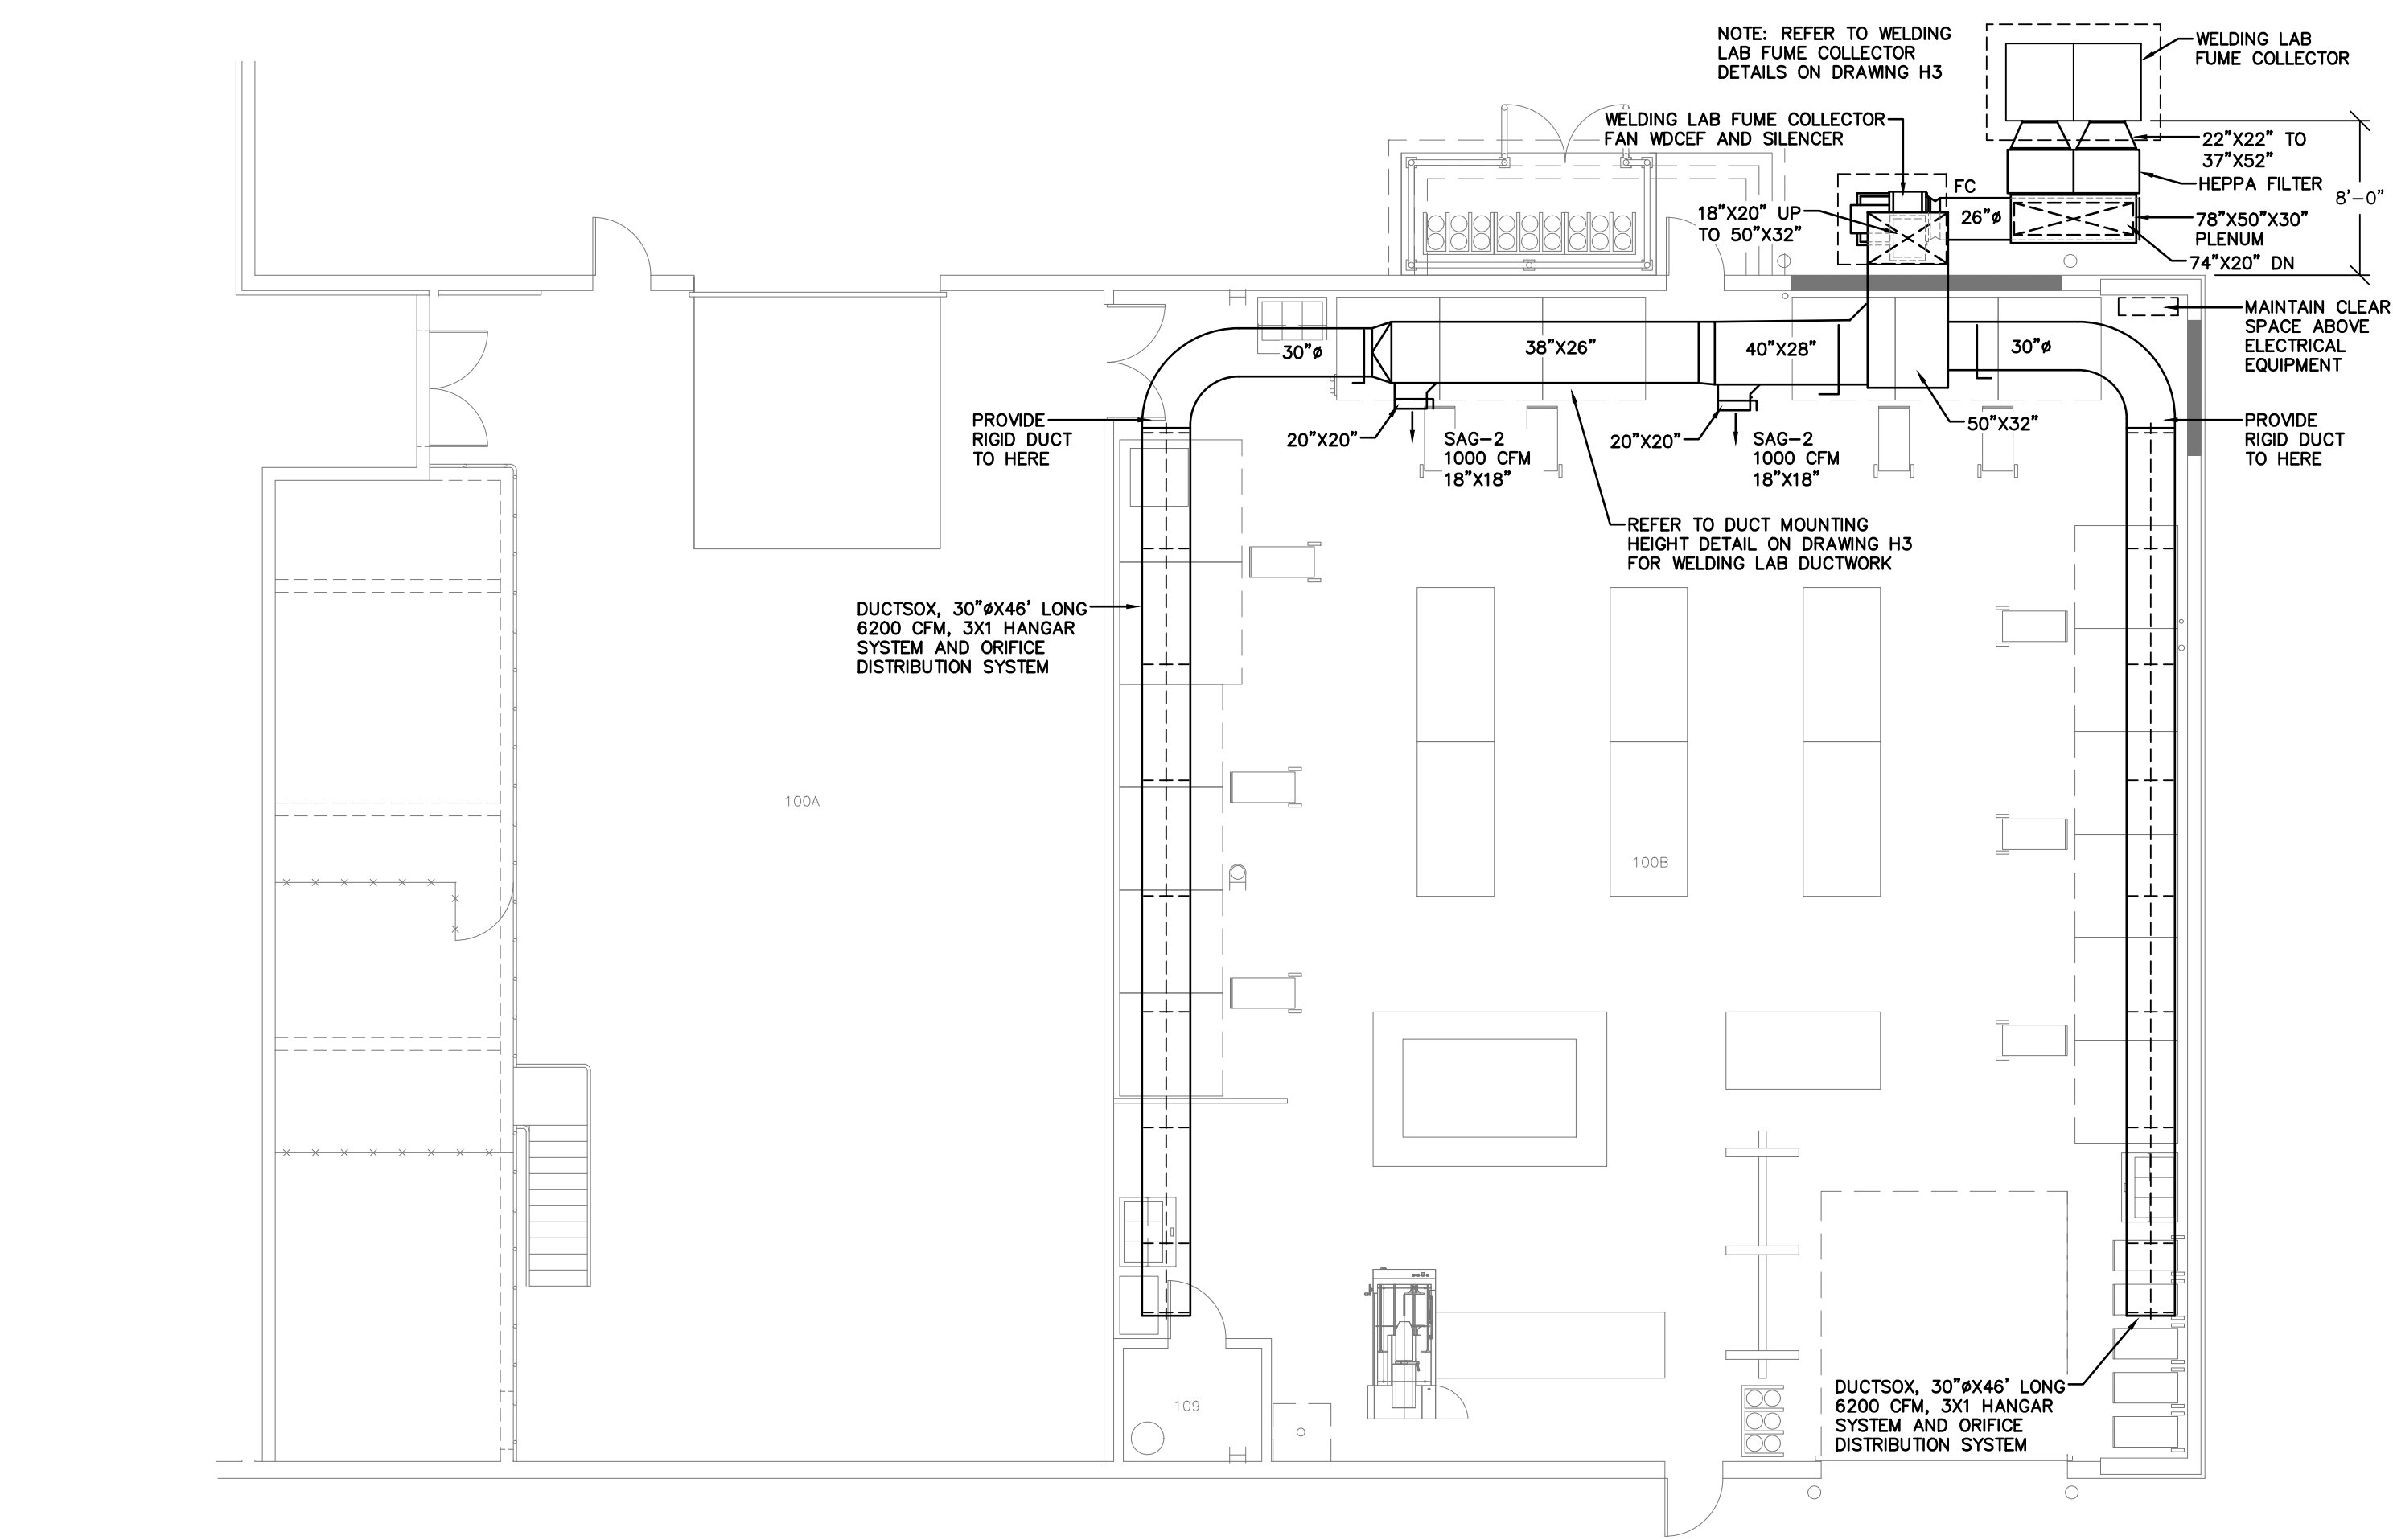 NOTE: REFER TO WELDING
LAB FUME COLLECTOR
DETAILS ON DRAWING H3
WELDING LAB
FUME COLLECTOR
WELDING LAB FUME COLLECTOR
FAN WDCEF AND SILENCER
22"X22" TO
37"X52"
HEPPA FILTER
8'-0"
FC
26"ø
18"X20" UP
TO 50"X32"
78"X50"X30"
PLENUM
74"X20" DN
MAINTAIN CLEAR
SPACE ABOVE
ELECTRICAL
EQUIPMENT
30"ø
38"X26"
40"X28"
30"ø
50"X32"
PROVIDE
RIGID DUCT
TO HERE
20"X20"
SAG-2
1000 CFM
18"X18"
20"X20"
SAG-2
1000 CFM
18"X18"
PROVIDE
RIGID DUCT
TO HERE
REFER TO DUCT MOUNTING
HEIGHT DETAIL ON DRAWING H3
FOR WELDING LAB DUCTWORK
DUCTSOX, 30"øX46' LONG
6200 CFM, 3X1 HANGAR
SYSTEM AND ORIFICE
DISTRIBUTION SYSTEM
100A
100B
109
DUCTSOX, 30"øX46' LONG
6200 CFM, 3X1 HANGAR
SYSTEM AND ORIFICE
DISTRIBUTION SYSTEM